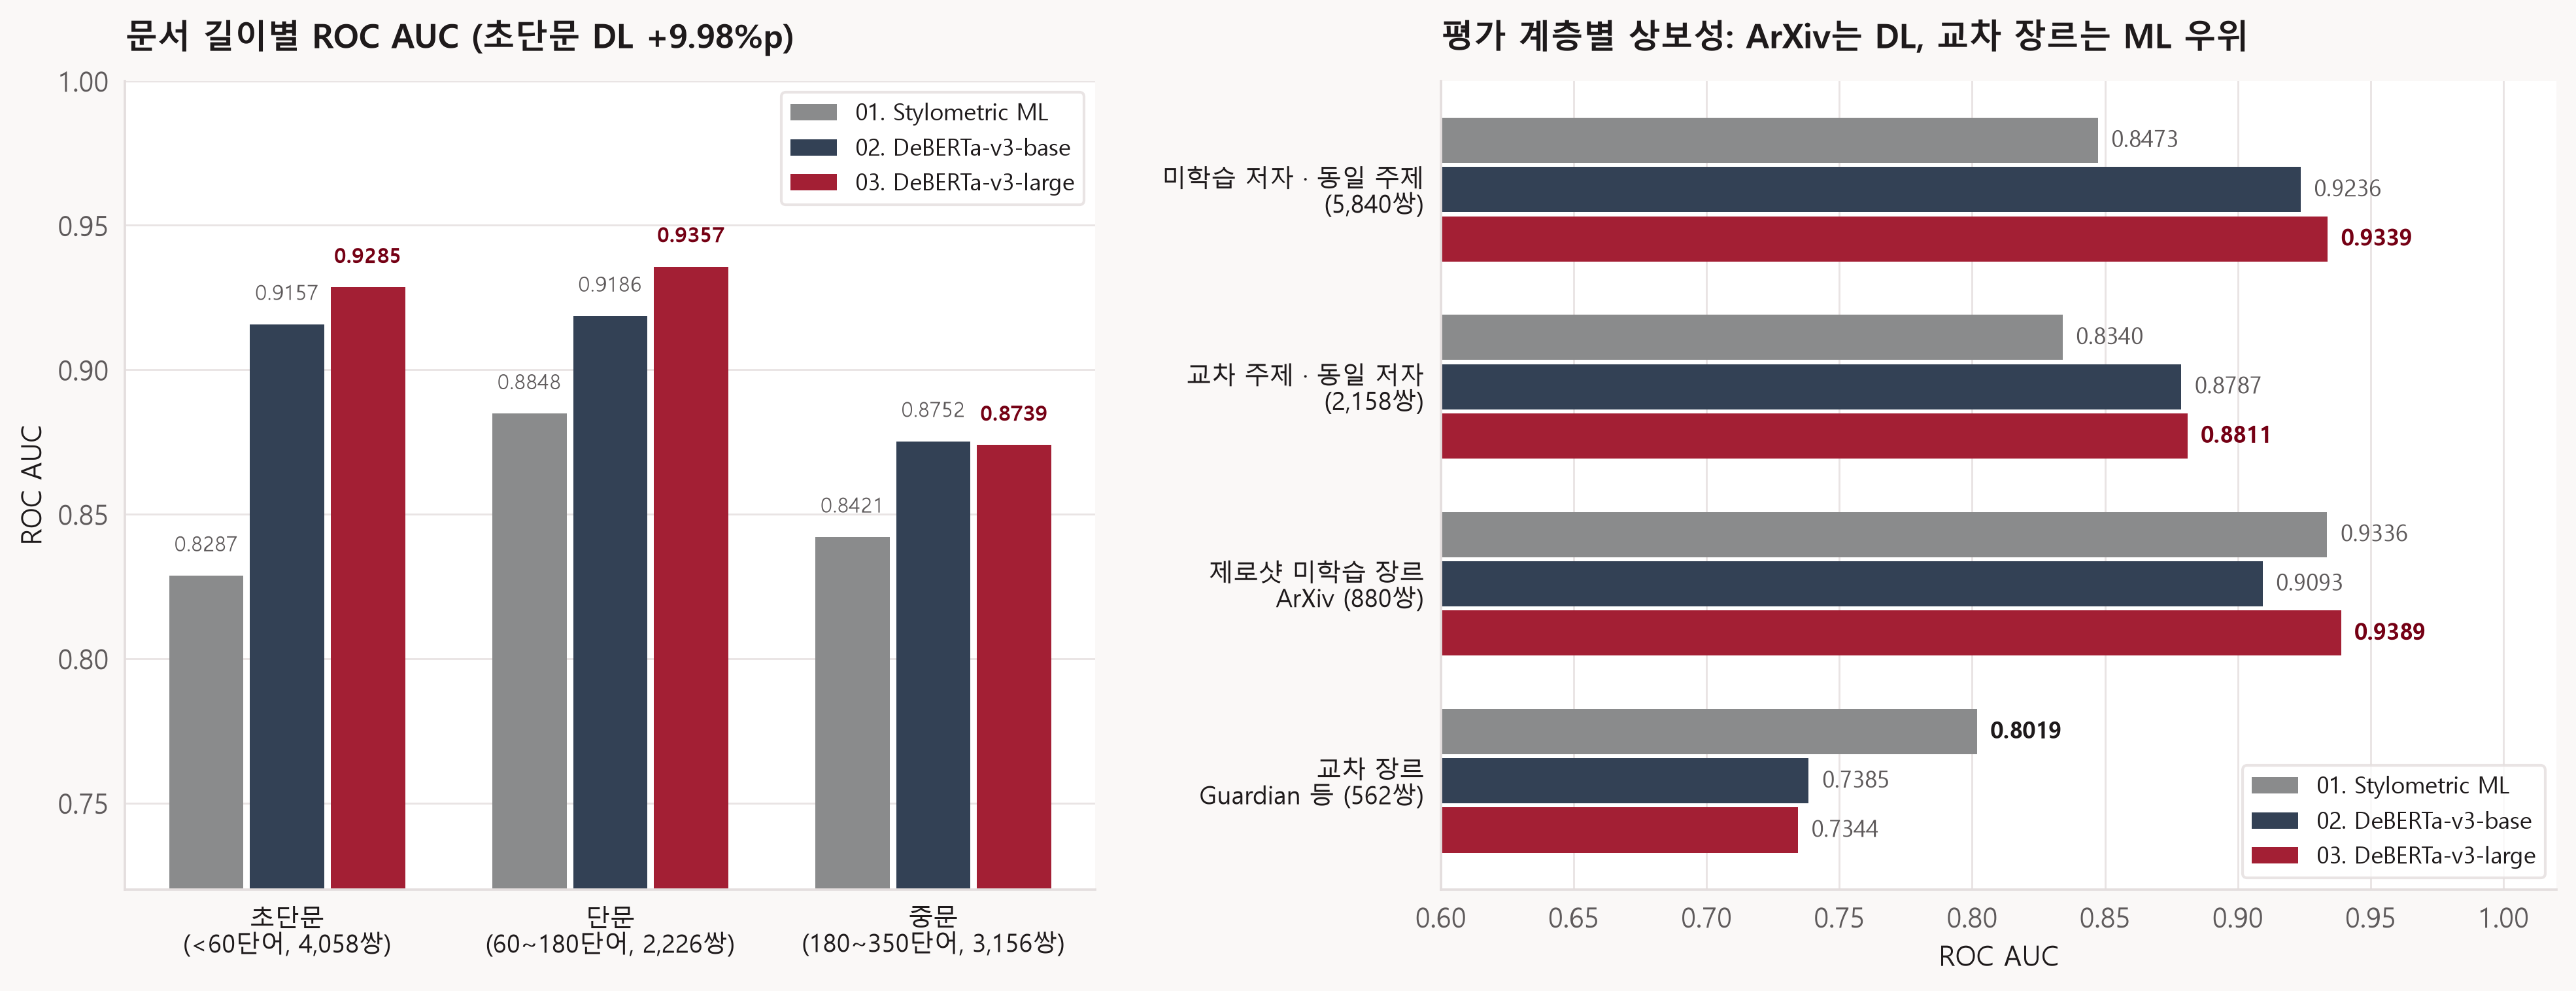 문서 길이별 ROC AUC (초단문 DL +9.98%p)
1.00
0.95
0.90
0.85
0.80
0.75
ROC AUC
01. Stylometric ML
02. DeBERTa-v3-base
03. DeBERTa-v3-large
0.8287
0.9157
0.9285
0.8848
0.9186
0.9357
0.8421
0.8752
0.8739
초단문
(<60단어, 4,058쌍)
단문
(60~180단어, 2,226쌍)
중문
(180~350단어, 3,156쌍)
평가 계층별 상보성: ArXiv는 DL, 교차 장르는 ML 우위
미학습 저자 · 동일 주제
(5,840쌍)
0.8473
0.9236
0.9339
교차 주제 · 동일 저자
(2,158쌍)
0.8340
0.8787
0.8811
제로샷 미학습 장르
ArXiv (880쌍)
0.9336
0.9093
0.9389
교차 장르
Guardian 등 (562쌍)
0.8019
0.7385
0.7344
01. Stylometric ML
02. DeBERTa-v3-base
03. DeBERTa-v3-large
0.60
0.65
0.70
0.75
0.80
0.85
0.90
0.95
1.00
ROC AUC